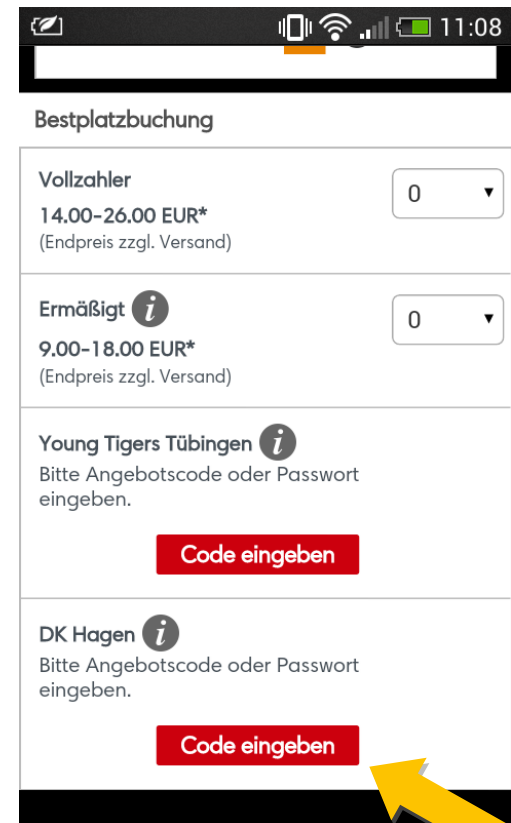 11:08
Bestplatzbuchung
Vollzahler
0
14.00-26.00 EUR*
(Endpreis zzgl. Versand)
Ermäßigt i
0
9.00-18.00 EUR*
(Endpreis zzgl. Versand)
Young Tigers Tübingen i
Bitte Angebotscode oder Passwort
eingeben.
Code eingeben
DK Hagen i
Bitte Angebotscode oder Passwort
eingeben.
Code eingeben